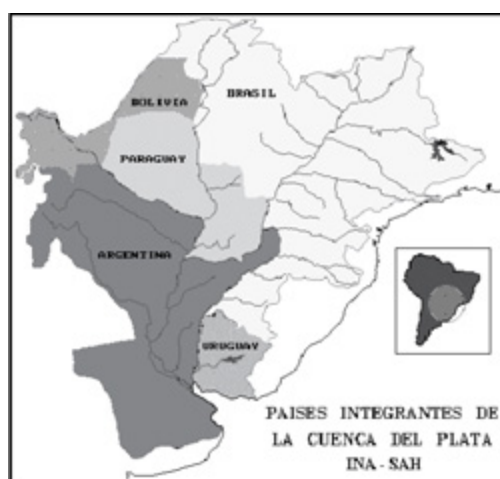 BOLIVIA
BRASIL
PARAGUAY
ARGENTINA
URUGUAY
PAISES INTEGRANTES DE
LA CUENCA DEL PLATA
INA-SAH